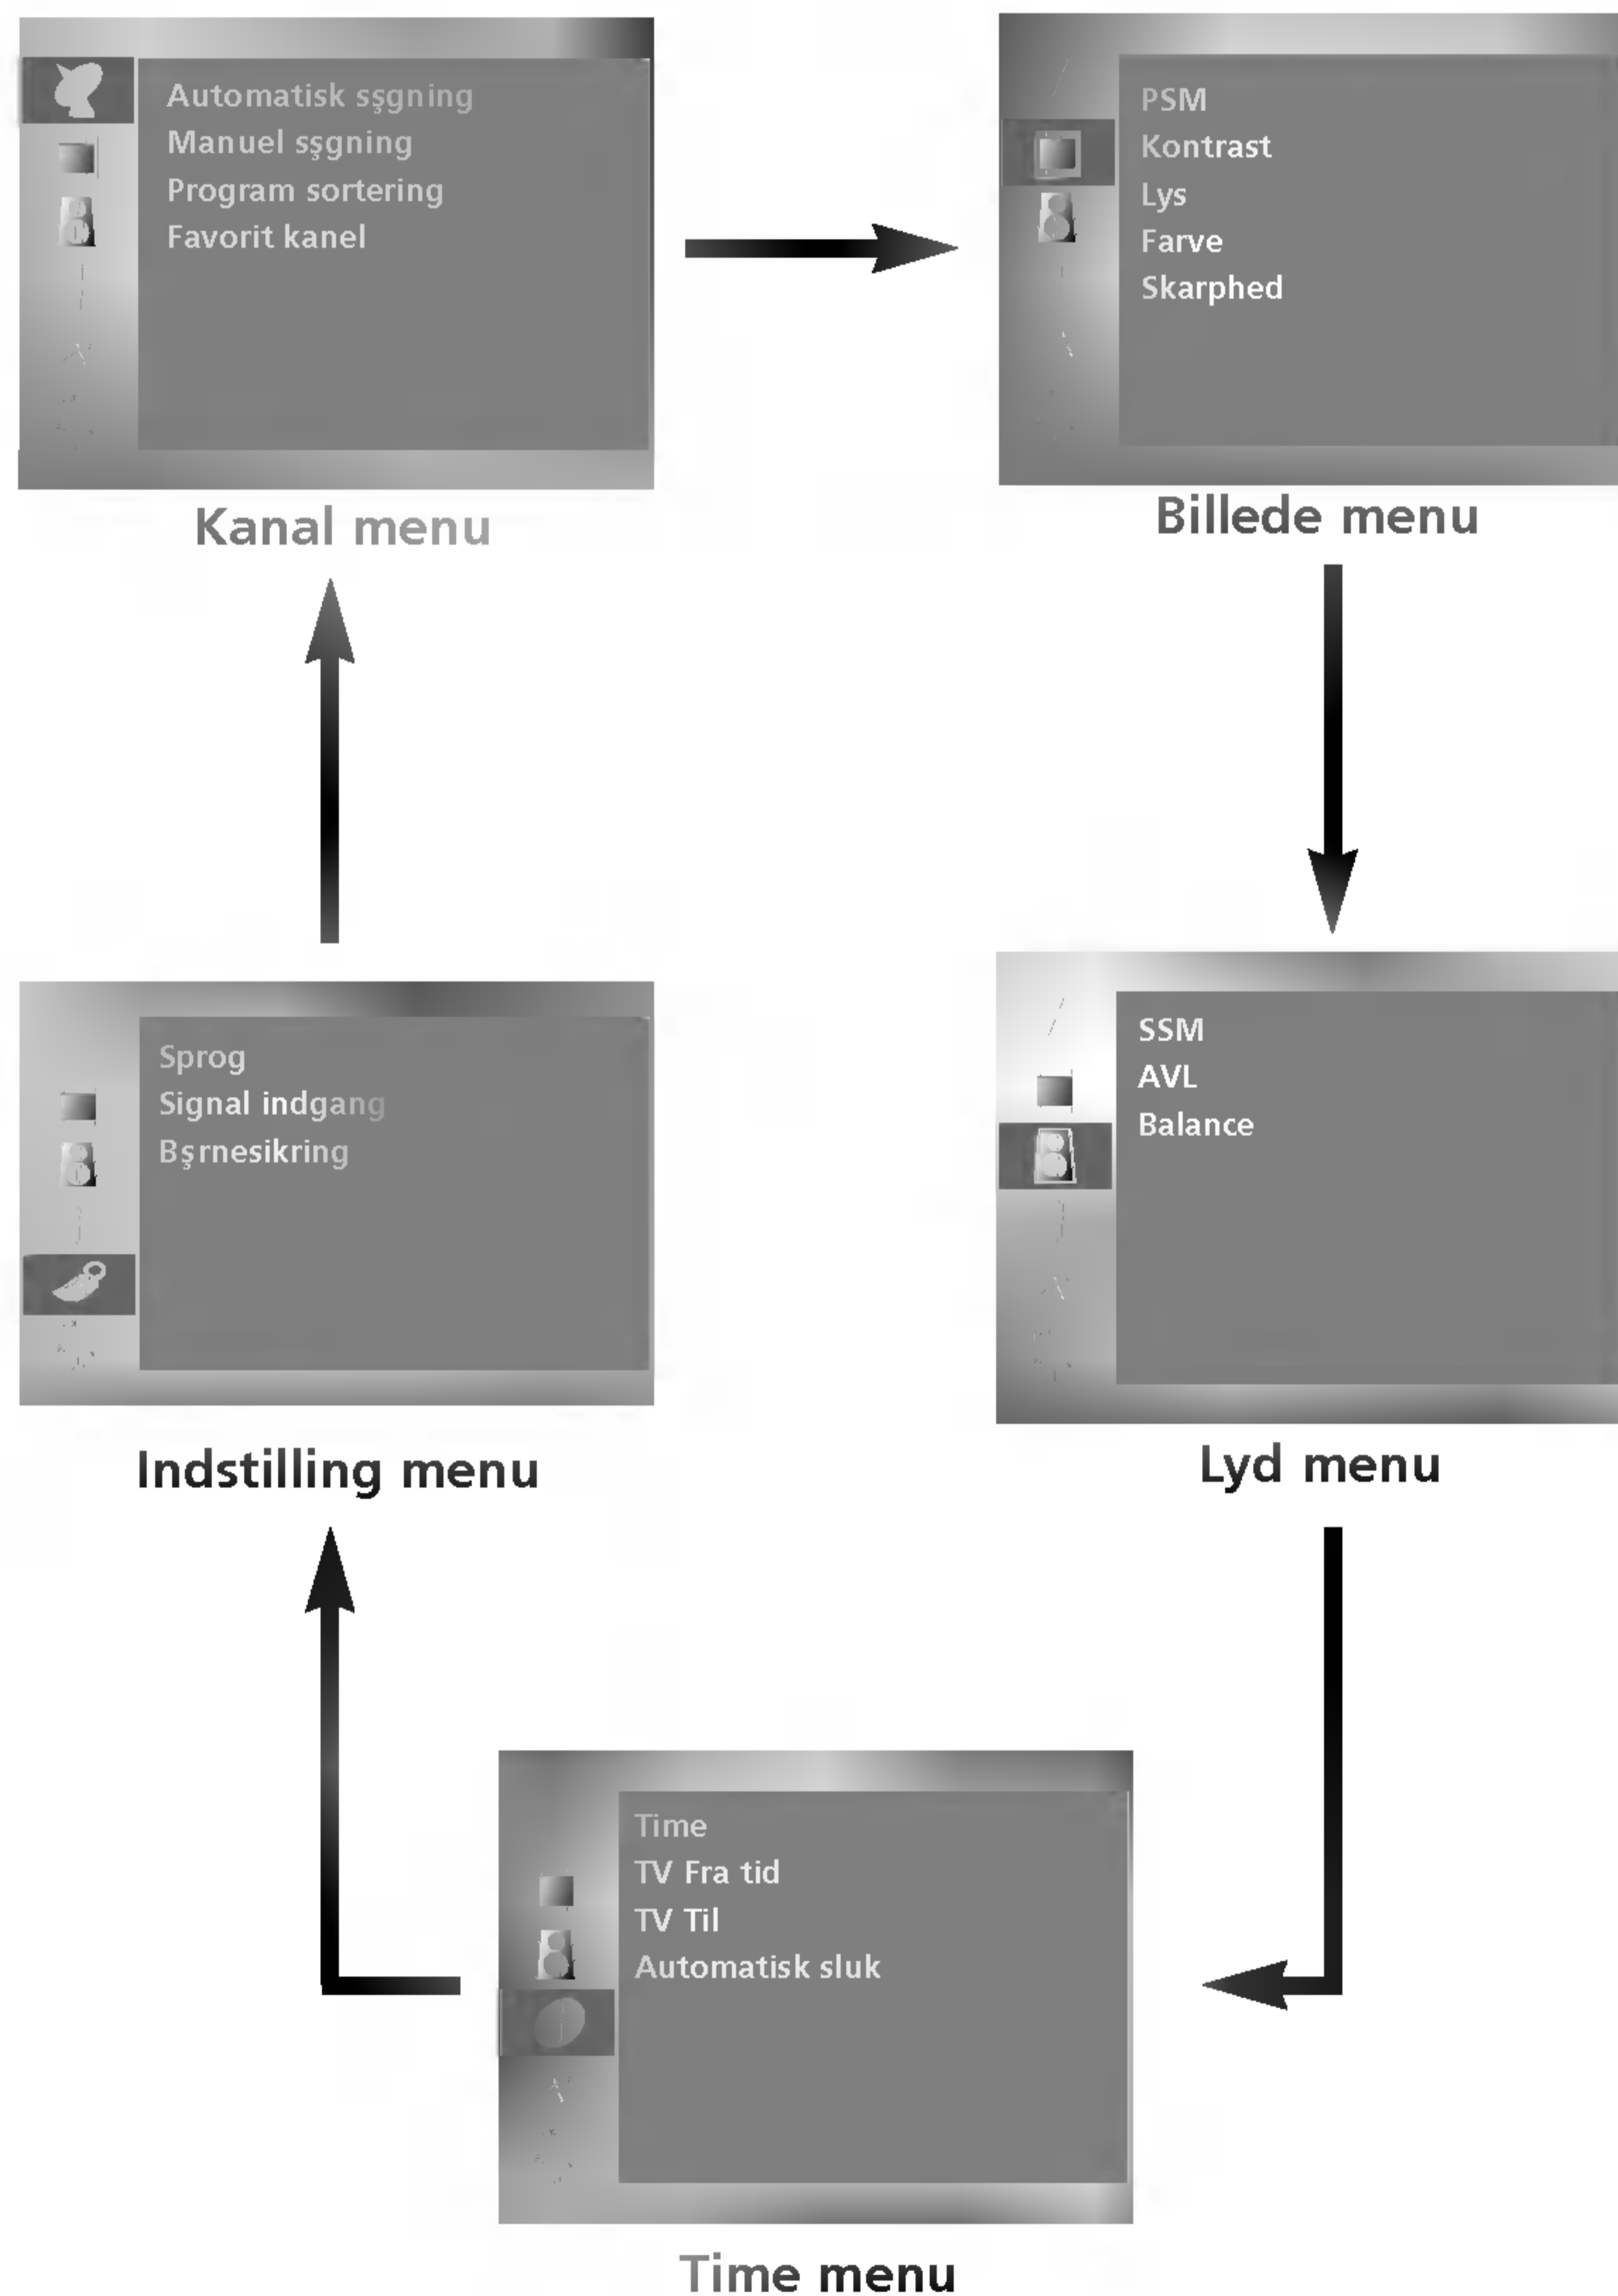 Automatisk sşgning
Manuel sşgning
Program sortering
Favorit kanel
Kanal menu
PSM
Kontrast
Lys
Farve
Skarphed
Billede menu
Sprog
Signal indgang
Bşrnesikring
Indstilling menu
SSM
AVL
Balance
Lyd menu
Time
TV Fra tid
TV Til
Automatisk sluk
Time menu